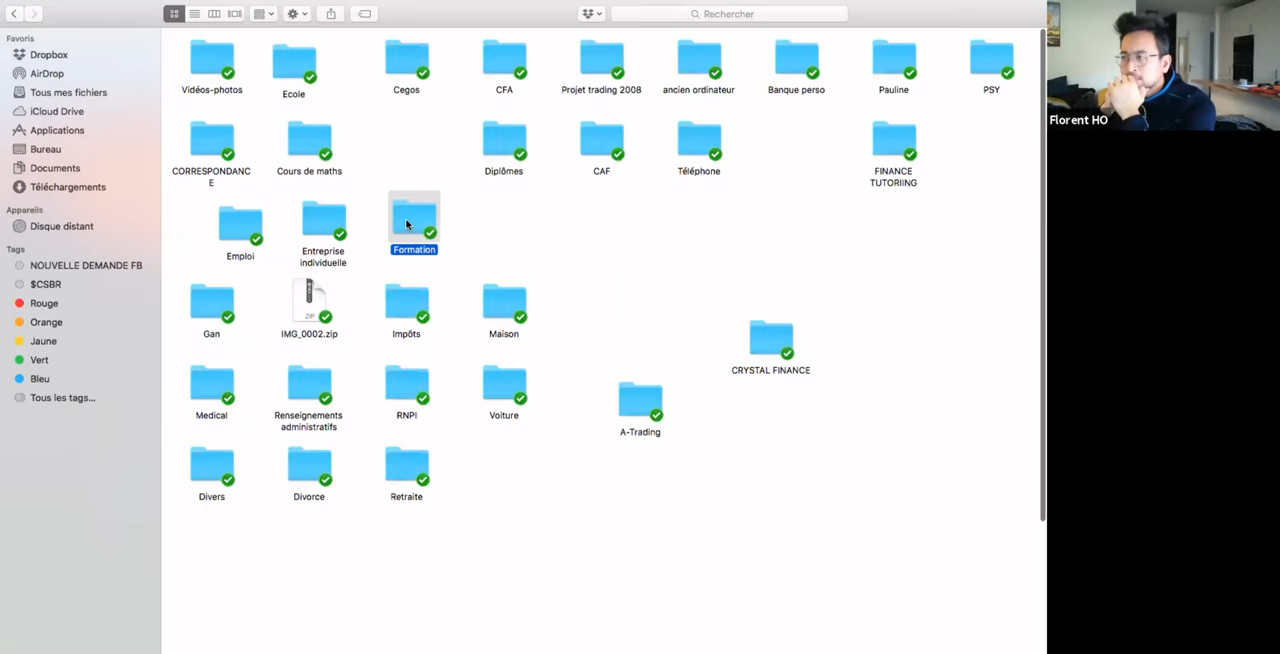 Rechercher
Favoris
Dropbox
AirDrop
Tous mes fichiers
iCloud Drive
Applications
Bureau
Documents
Téléchargements
Appareils
Disque distant
Tags
NOUVELLE DEMANDE FB
$CSBR
Rouge
Orange
Jaune
Vert
Bleu
Tous les tags...
Vidéos-photos
Ecole
Cegos
CFA
Projet trading 2008
ancien ordinateur
Banque perso
Pauline
PSY
CORRESPONDANC
E
Cours de maths
Diplômes
CAF
Téléphone
FINANCE
TUTORIING
Emploi
Entreprise
individuelle
Formation
Gan
ZIP
IMG_0002.zip
Impôts
Maison
CRYSTAL FINANCE
Medical
Renseignements
administratifs
RNPI
Voiture
A-Trading
Divers
Divorce
Retraite
Florent HO